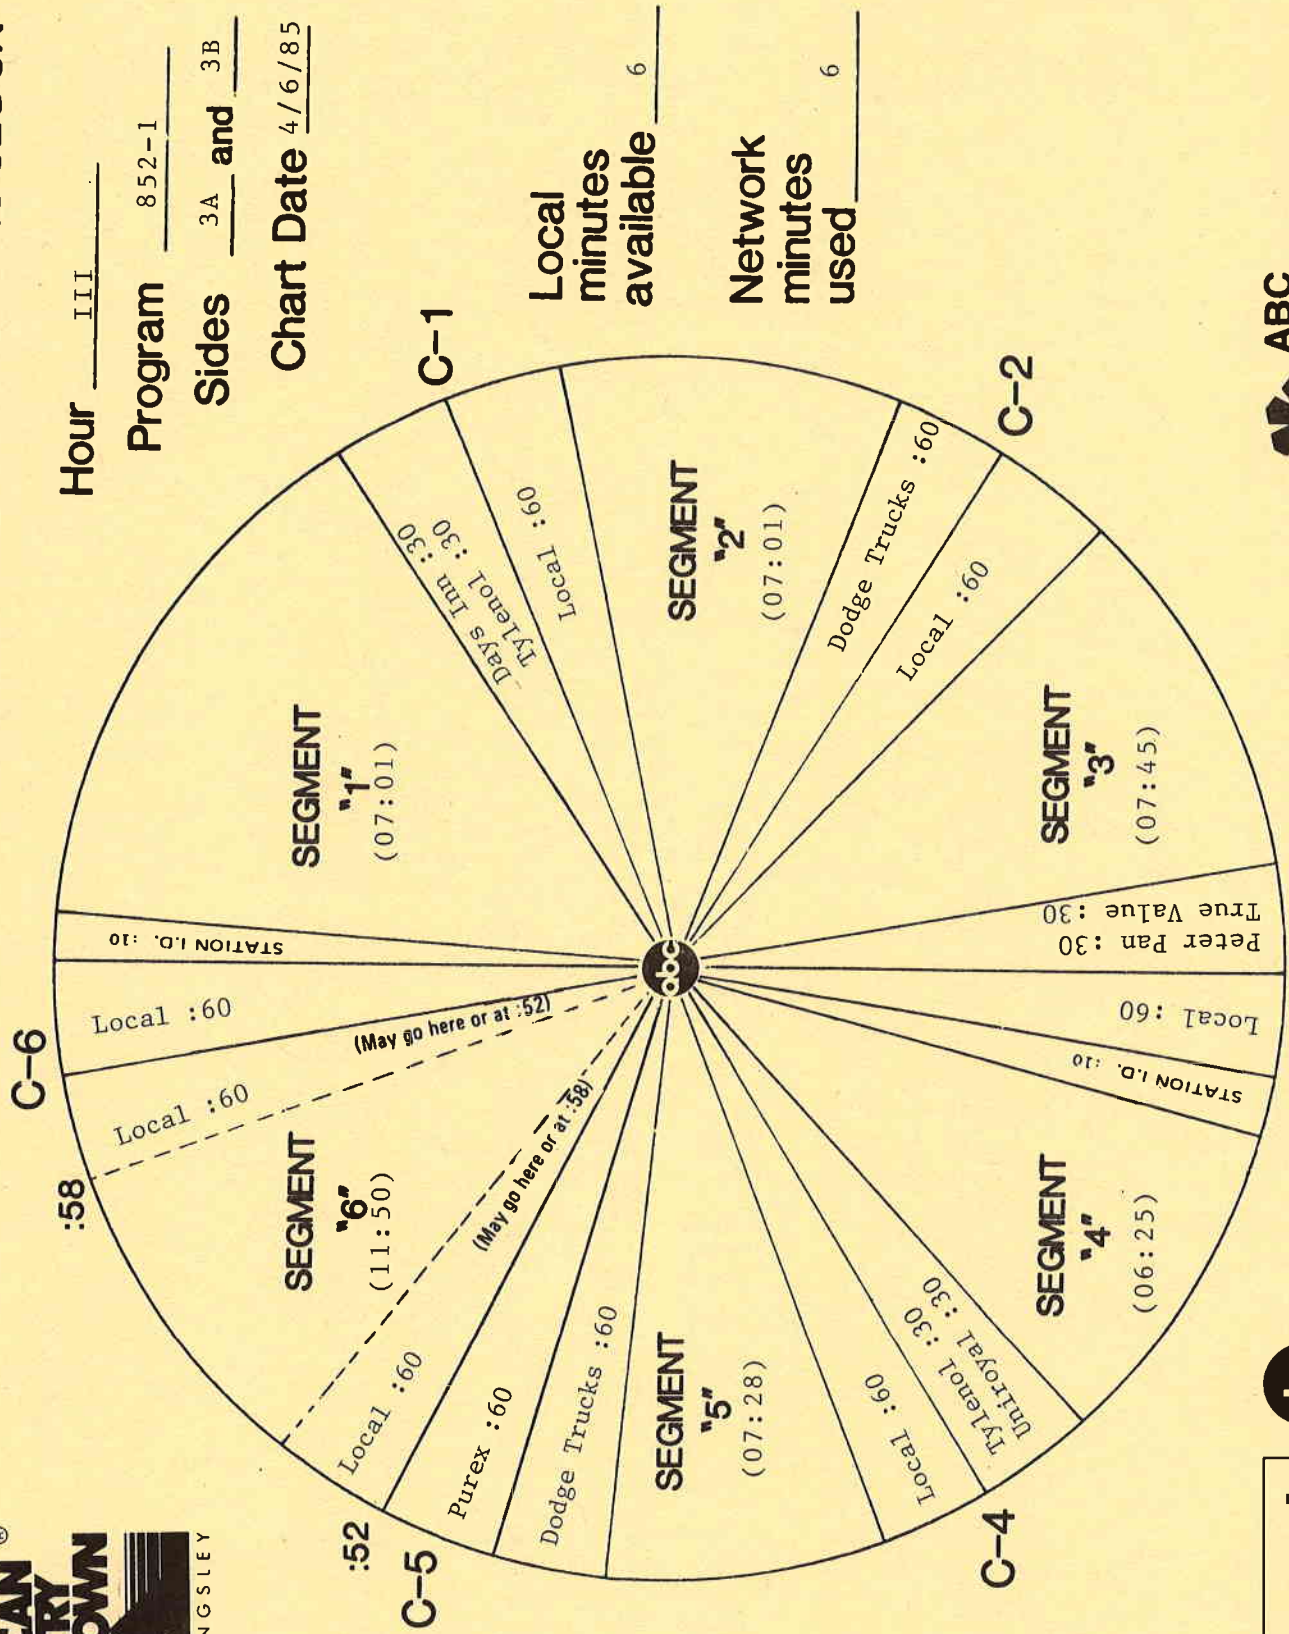 Hour III
Program 852-1
Sides 3A and 3B
Chart Date 4/6/85
Local
minutes
available 6
Network
minutes
used 6
C-1
C-2
C-4
:52
C-5
:58
C-6
SEGMENT
"1"
(07:01)
Days Inn :30
Tylenol :30
Local :60
SEGMENT
"2"
(07:01)
Dodge Trucks :60
Local :60
SEGMENT
"3"
(07:45)
True Value :30
Peter Pan :30
Local :60
STATION I.D. :10
SEGMENT
"4"
(06:25)
Uniroyal :30
Tylenol :30
Local :60
SEGMENT
"5"
(07:28)
Dodge Trucks :60
Purex :60
Local :60
(May go here or at :58)
SEGMENT
"6"
(11:50)
(May go here or at :52)
Local :60
Local :60
STATION I.D. :10
abc
ABC
NGSLEY
EAN ®
TRY
OWN